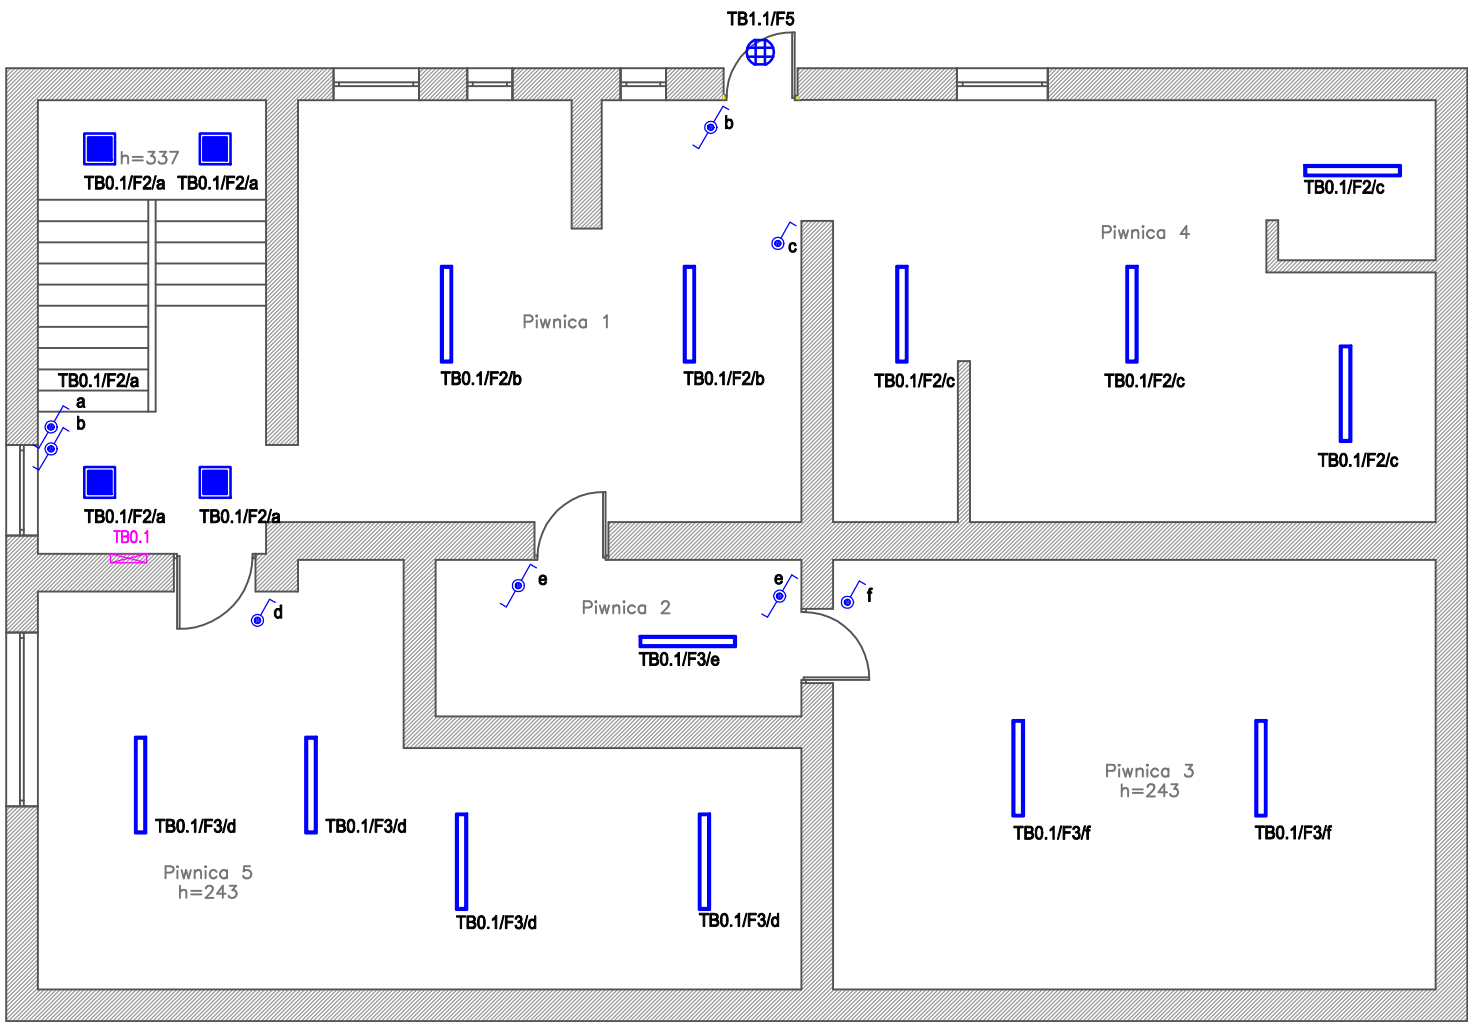 TB1.1/F5
b
h=337
TB0.1/F2/a
TB0.1/F2/a
TB0.1/F2/c
Piwnica 4
c
Piwnica 1
TB0.1/F2/a
TB0.1/F2/b
TB0.1/F2/b
TB0.1/F2/c
TB0.1/F2/c
a
b
TB0.1/F2/c
TB0.1/F2/a
TB0.1/F2/a
TB0.1
e
e
f
d
Piwnica 2
TB0.1/F3/e
Piwnica 3
h=243
TB0.1/F3/d
TB0.1/F3/d
TB0.1/F3/f
TB0.1/F3/f
Piwnica 5
h=243
TB0.1/F3/d
TB0.1/F3/d